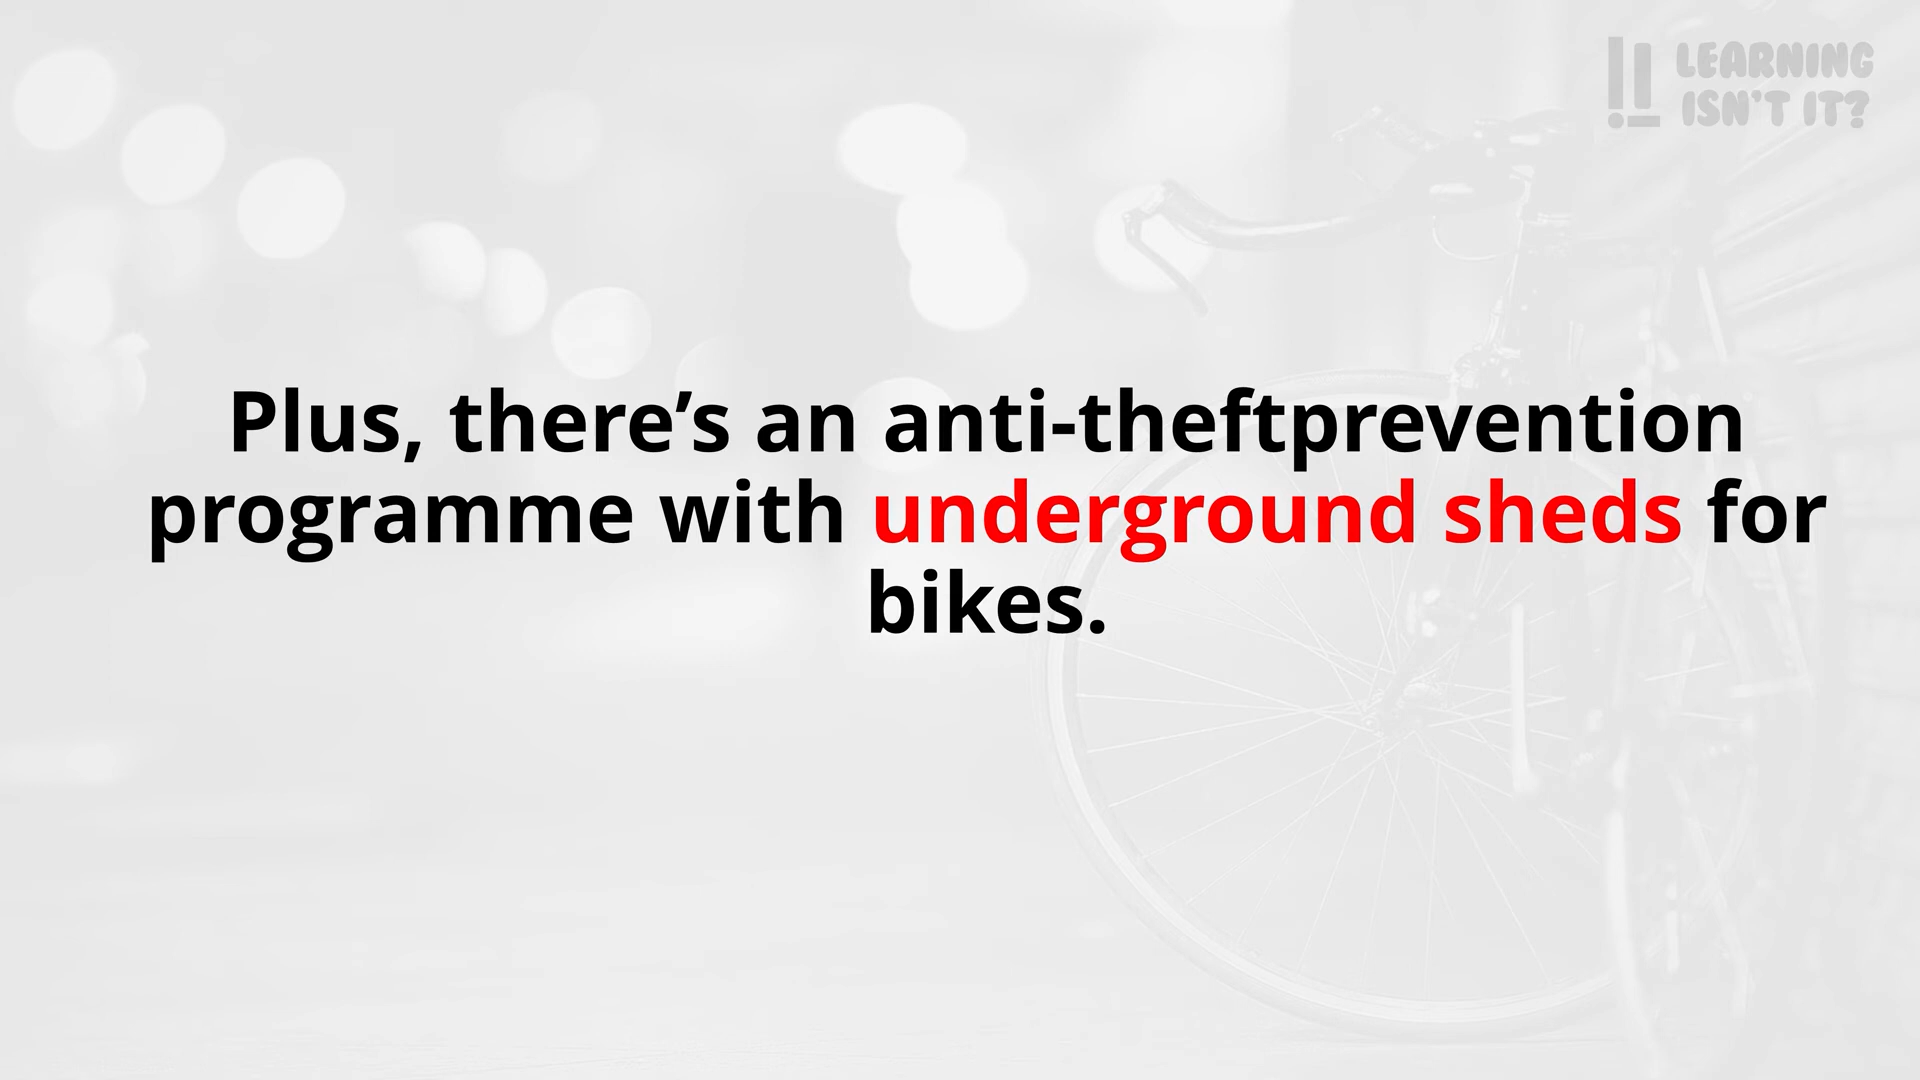 LEARNING
ISN'T IT?
Plus, there’s an anti-theftprevention
programme with underground sheds for
bikes.